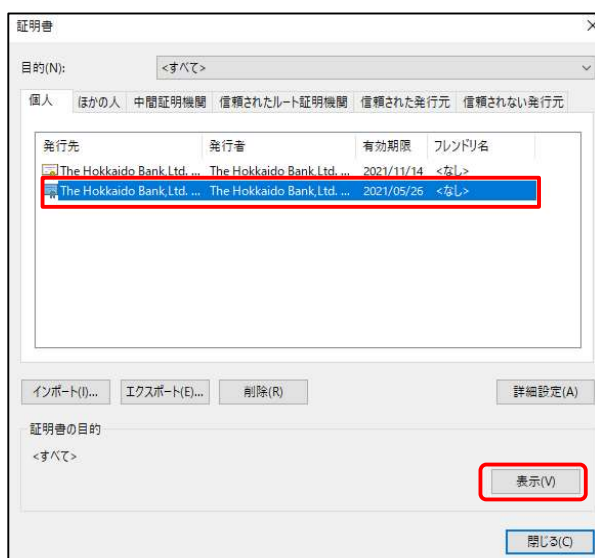 証明書
目的(N): <すべて>
個人 ほかの人 中間証明機関 信頼されたルート証明機関 信頼された発行元 信頼されない発行元
発行先 発行者 有効期限 フレンドリ名
The Hokkaido Bank,Ltd. ... The Hokkaido Bank,Ltd. ... 2021/11/14 <なし>
The Hokkaido Bank,Ltd. ... The Hokkaido Bank,Ltd. ... 2021/05/26 <なし>
インポート(I)... エクスポート(E)... 削除(R) 詳細設定(A)
証明書の目的
<すべて>
表示(V)
閉じる(C)